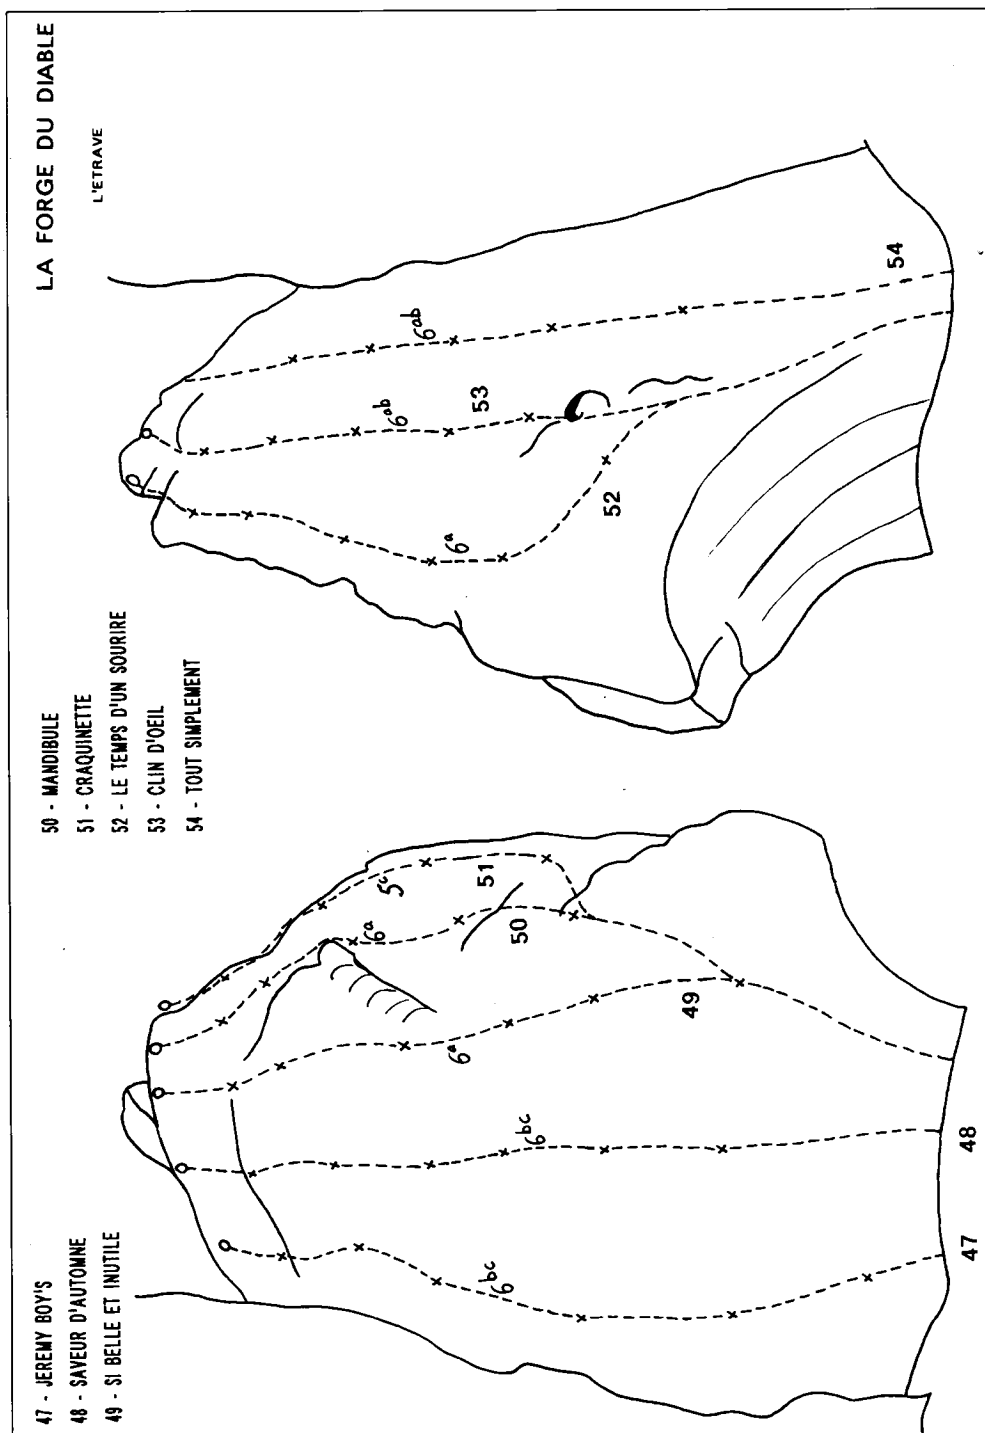 LA FORGE DU DIABLE
L'ETRAVE
47 - JEREMY BOY'S
48 - SAVEUR D'AUTOMNE
49 - SI BELLE ET INUTILE
50 - MANDIBULE
51 - CRAQUINETTE
52 - LE TEMPS D'UN SOURIRE
53 - CLIN D'OEIL
54 - TOUT SIMPLEMENT
6bc
6bc
6a
6a
5c
47
48
49
50
51
6a
6ab
6ab
52
53
54